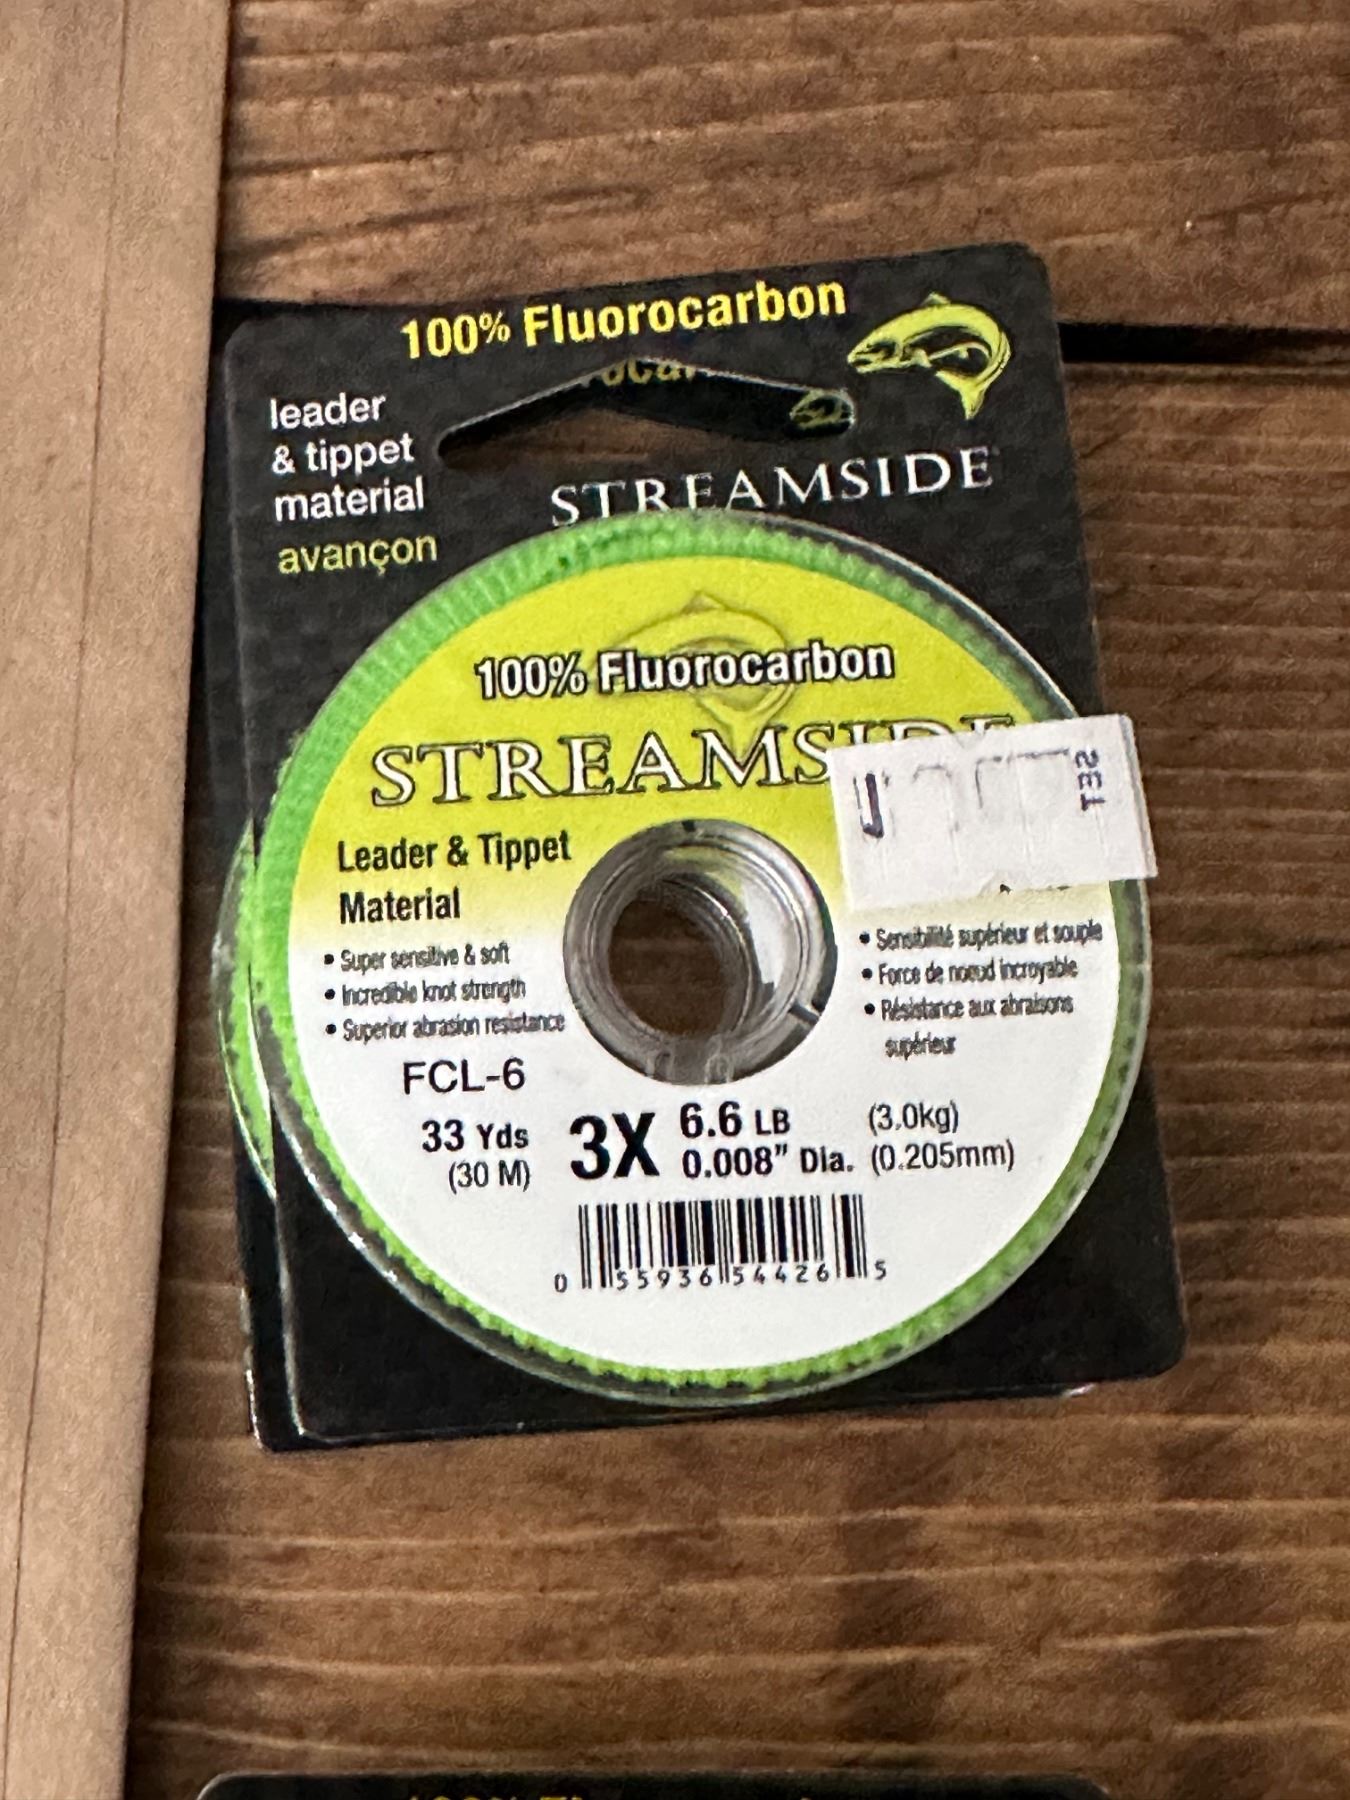 100% Fluorocarbon
leader
& tippet
material
avançon
STREAMSIDE
100% Fluorocarbon
STREAMSIDE
Leader & Tippet
Material
• Super sensitive & soft
• Incredible knot strength
• Superior abrasion resistance
• Sensibilité supérieur et souple
• Force de noeud incroyable
• Résistance aux abraisons
supérieur
FCL-6
33 Yds
(30 M)
3X
6.6 LB
0.008” Dia.
(3.0kg)
(0.205mm)
0 55936 54426 5